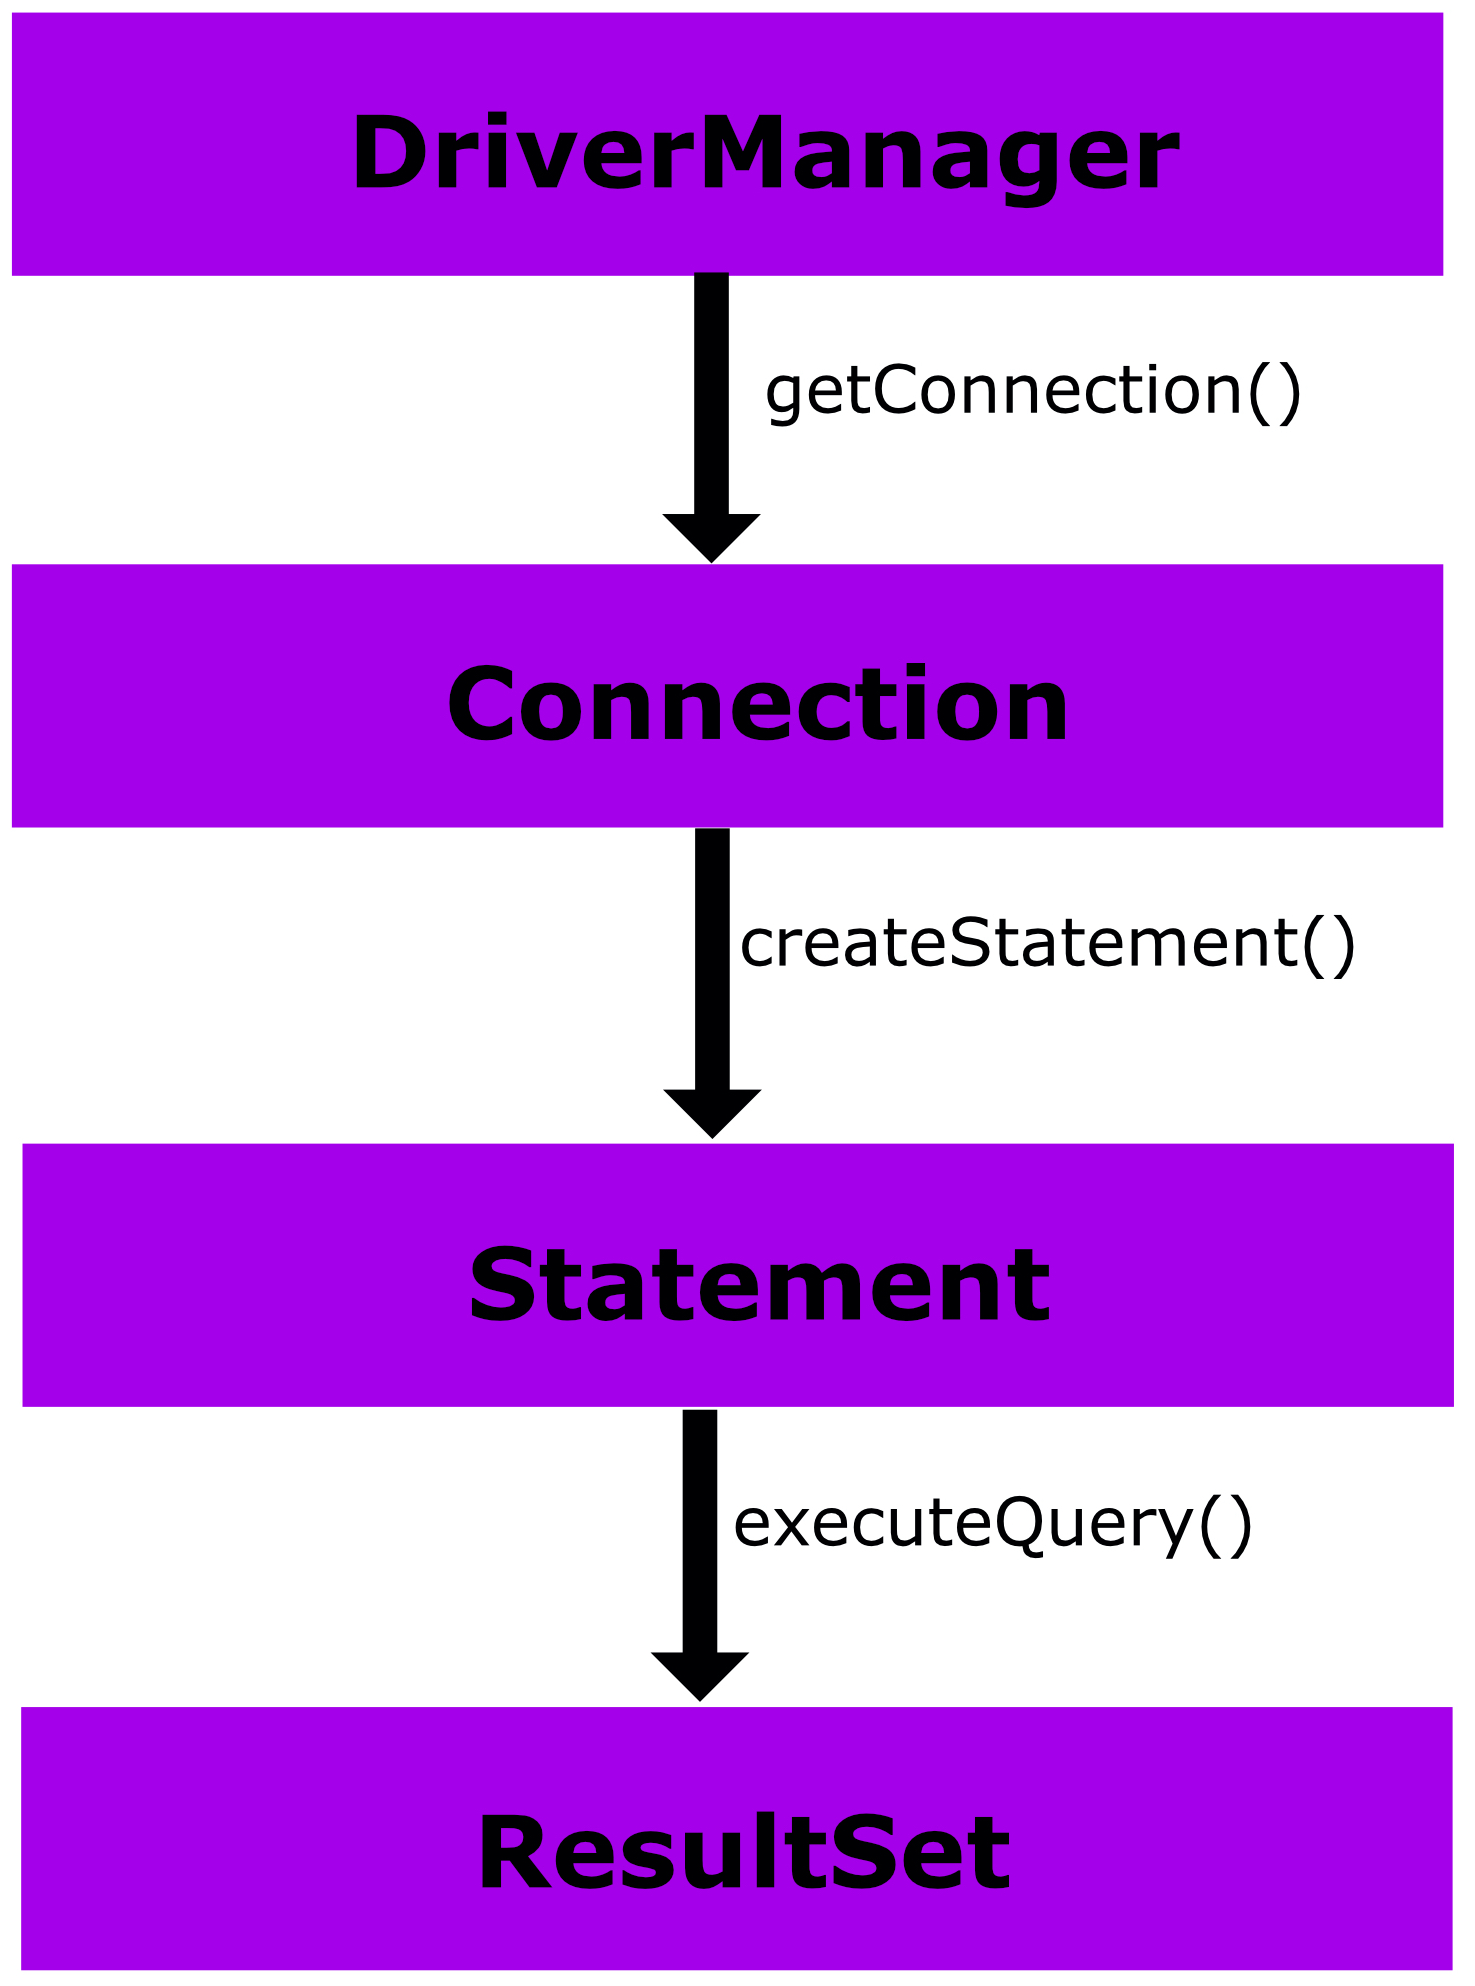 DriverManager
getConnection()
Connection
createStatement()
Statement
executeQuery()
ResultSet